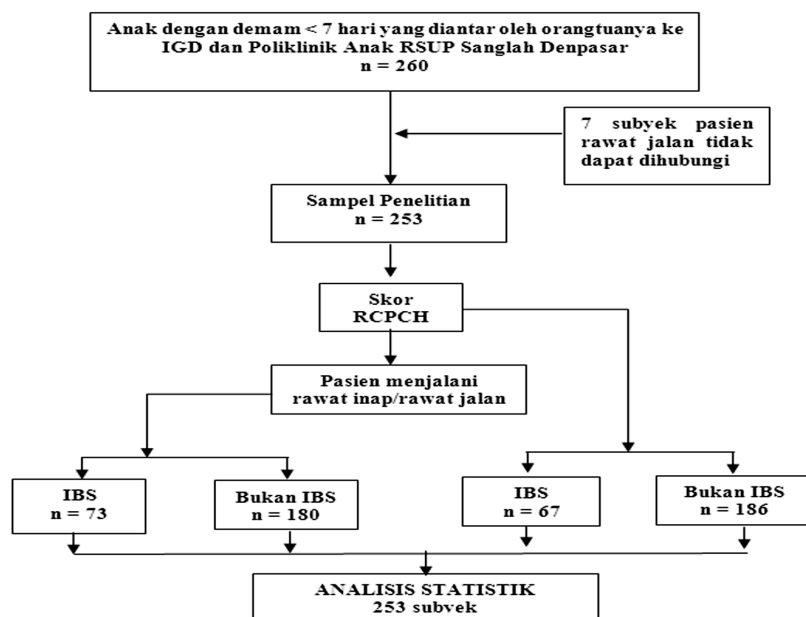 Anak dengan demam < 7 hari yang diantar oleh orangtuanya ke
IGD dan Poliklinik Anak RSUP Sanglah Denpasar
n = 260
7 subyek pasien
rawat jalan tidak
dapat dihubungi
Sampel Penelitian
n = 253
Skor
RCPCH
Pasien menjalani
rawat inap/rawat jalan
IBS
n = 73
Bukan IBS
n = 180
IBS
n = 67
Bukan IBS
n = 186
ANALISIS STATISTIK
253 subyek